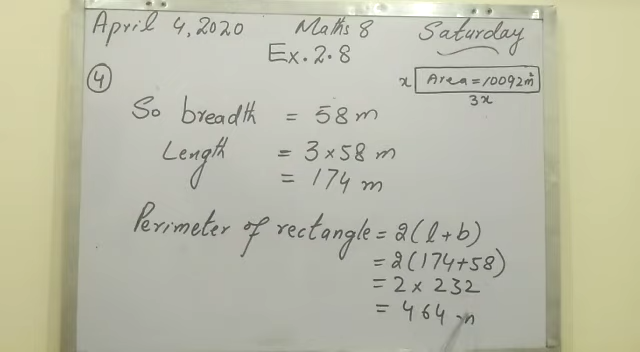 April 4, 2020 Maths 8 Saturday
Ex. 2.8
④ x Area = 10092m²
3x
So breadth = 58 m
Length = 3 × 58 m
= 174 m
Perimeter of rectangle = 2(l+b)
= 2(174+58)
= 2 × 232
= 464 m